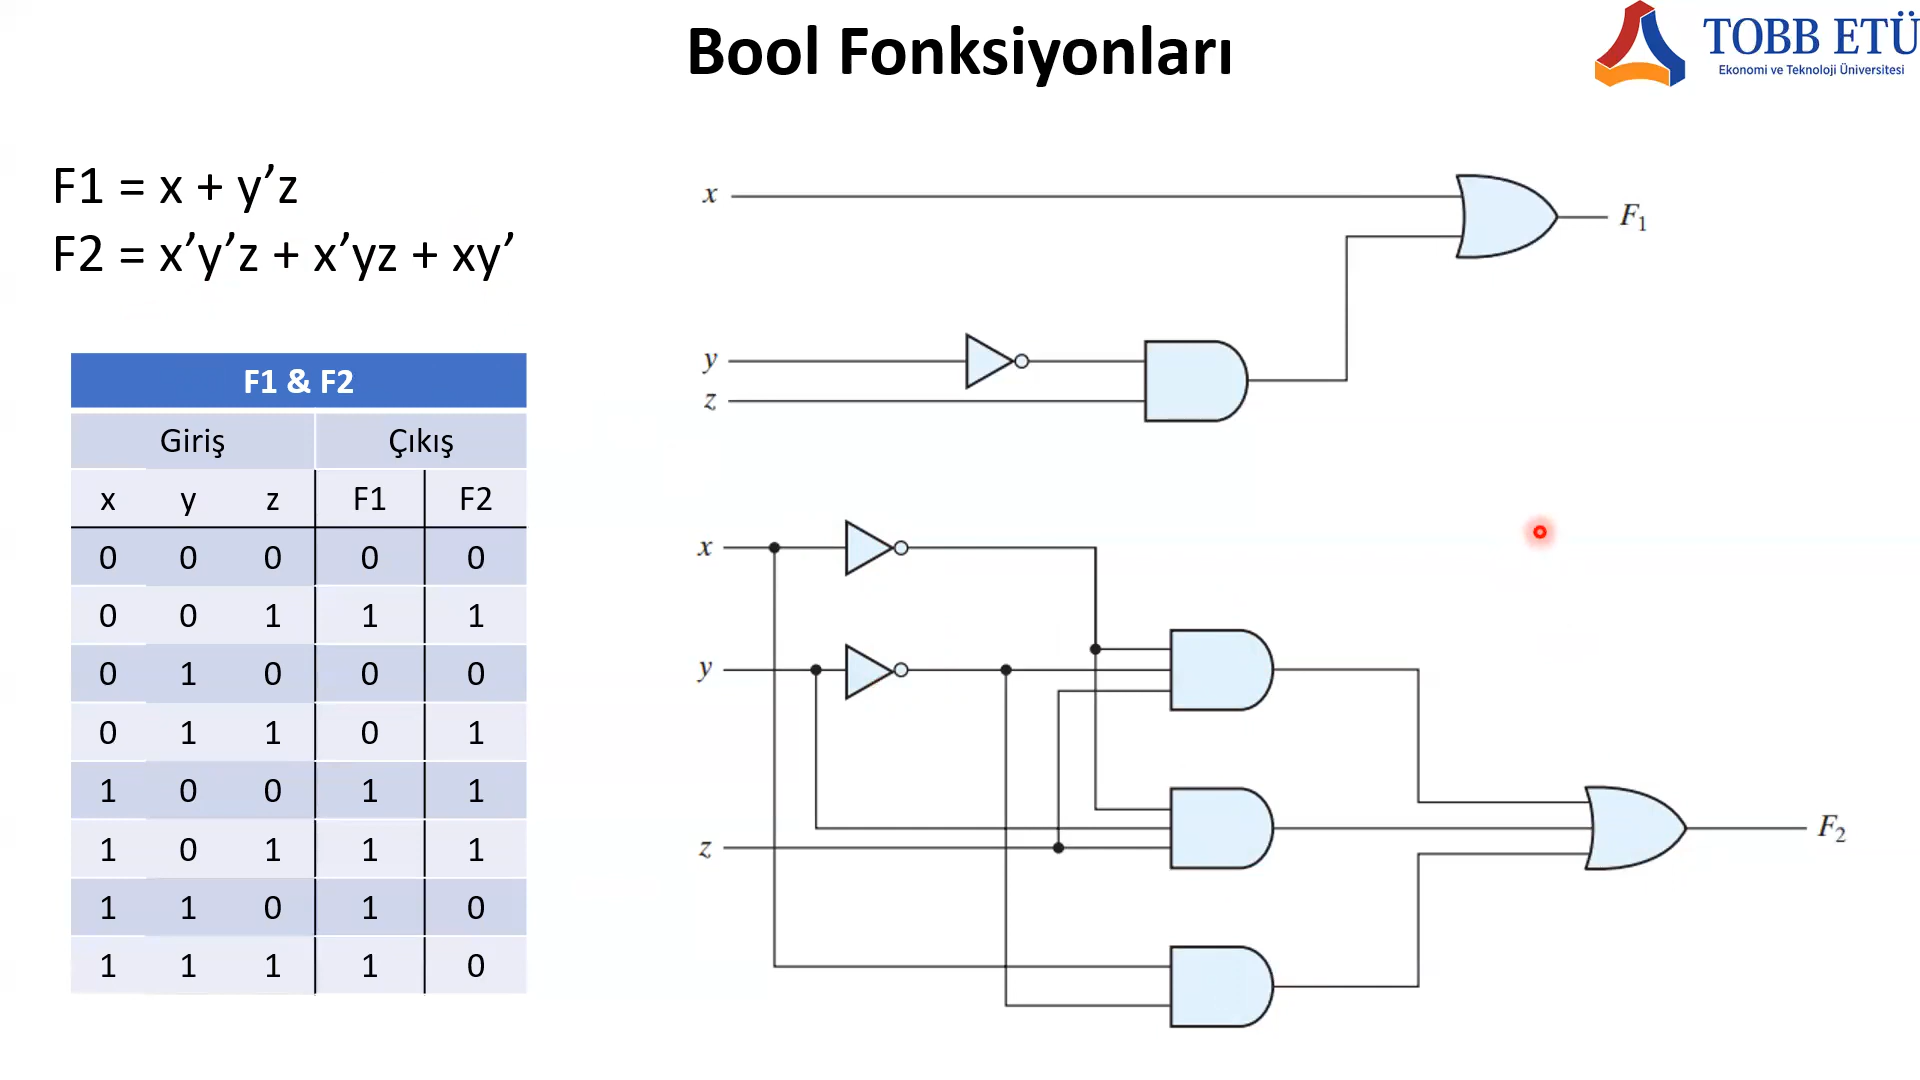 Bool Fonksiyonları
TOBB ETÜ
Ekonomi ve Teknoloji Üniversitesi
F1 = x + y’z
F2 = x’y’z + x’yz + xy’
F1 & F2
Giriş Çıkış
x y z F1 F2
0 0 0 0 0
0 0 1 1 1
0 1 0 0 0
0 1 1 0 1
1 0 0 1 1
1 0 1 1 1
1 1 0 1 0
1 1 1 1 0
x
F1
y
z
x
y
z
F2